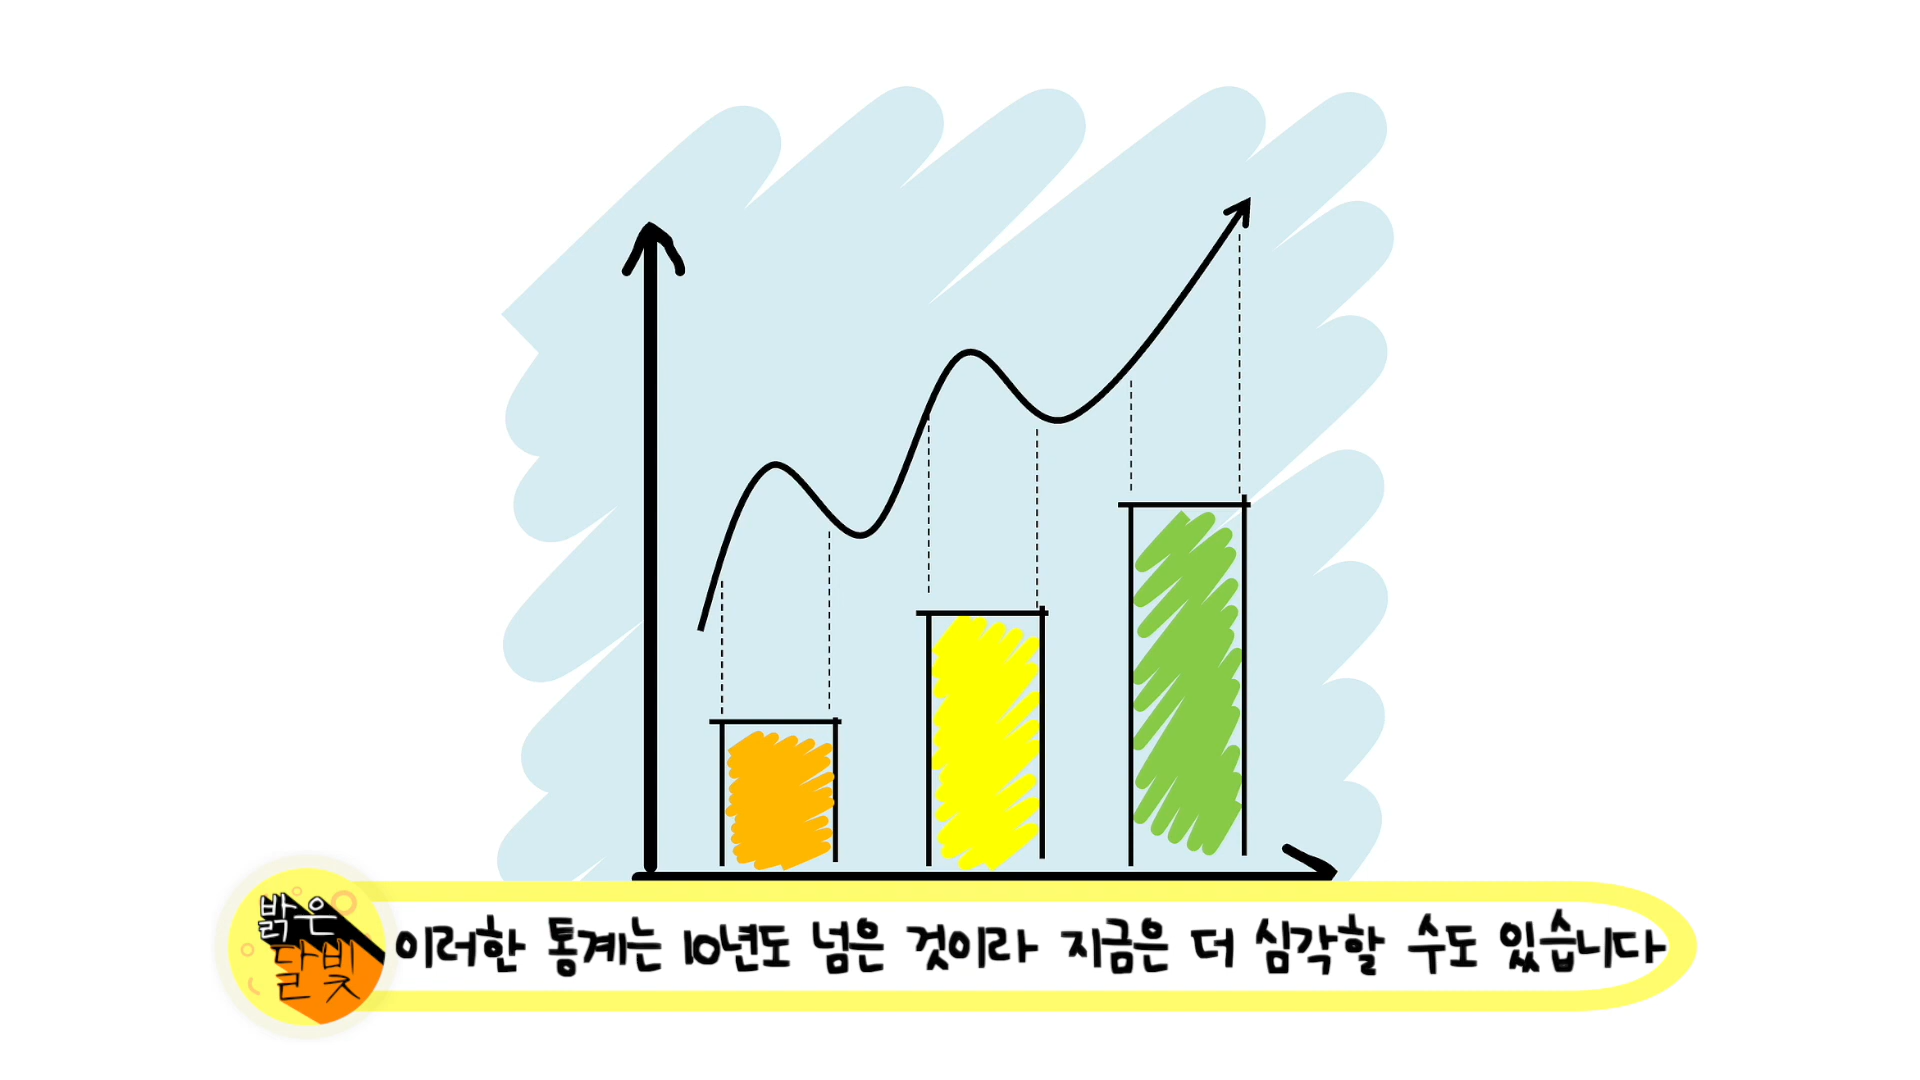 밝은
달빛
이러한 통계는 10년도 넘은 것이라 지금은 더 심각할 수도 있습니다